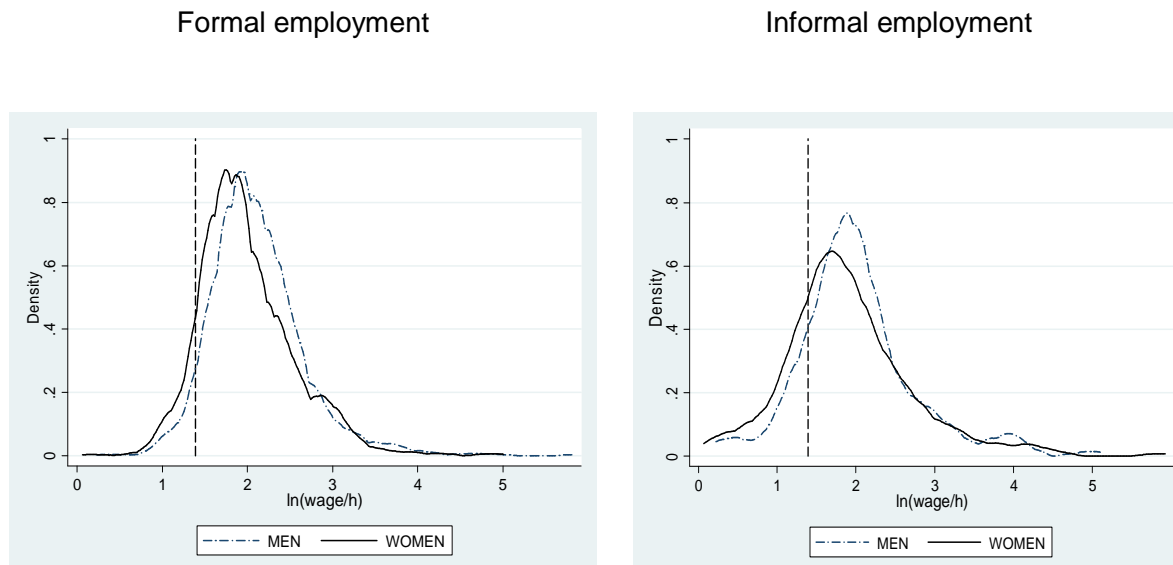 Formal employment
Informal employment
Density
0
.2
.4
.6
.8
1
0 1 2 3 4 5
ln(wage/h)
MEN WOMEN
Density
0
.2
.4
.6
.8
1
0 1 2 3 4 5
ln(wage/h)
MEN WOMEN